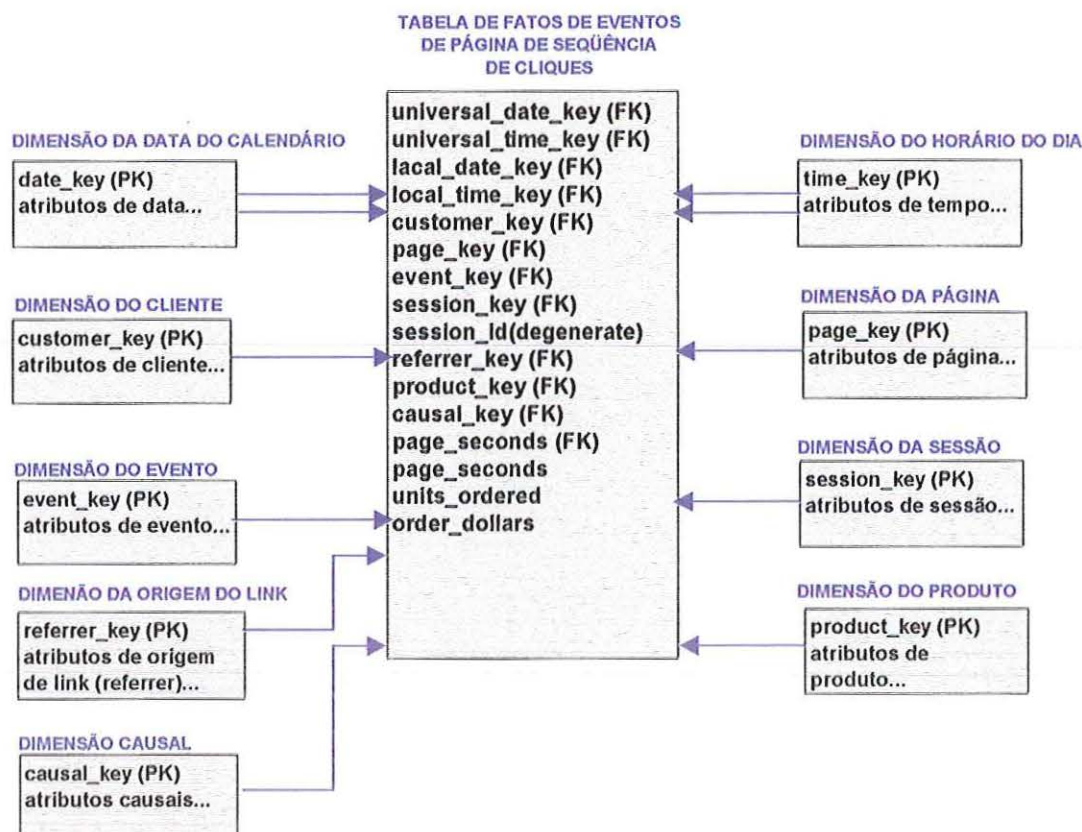 TABELA DE FATOS DE EVENTOS
DE PÁGINA DE SEQÜÊNCIA
DE CLIQUES
universal_date_key (FK)
universal_time_key (FK)
lacal_date_key (FK)
local_time_key (FK)
customer_key (FK)
page_key (FK)
event_key (FK)
session_key (FK)
session_id(degenerate)
referrer_key (FK)
product_key (FK)
causal_key (FK)
page_seconds (FK)
page_seconds
units_ordered
order_dollars
DIMENSÃO DA DATA DO CALENDÁRIO
date_key (PK)
atributos de data...
DIMENSÃO DO CLIENTE
customer_key (PK)
atributos de cliente...
DIMENSÃO DO EVENTO
event_key (PK)
atributos de evento...
DIMENÃO DA ORIGEM DO LINK
referrer_key (PK)
atributos de origem
de link (referrer)...
DIMENSÃO CAUSAL
causal_key (PK)
atributos causais...
DIMENSÃO DO HORÁRIO DO DIA
time_key (PK)
atributos de tempo...
DIMENSÃO DA PÁGINA
page_key (PK)
atributos de página...
DIMENSÃO DA SESSÃO
session_key (PK)
atributos de sessão...
DIMENSÃO DO PRODUTO
product_key (PK)
atributos de
produto...